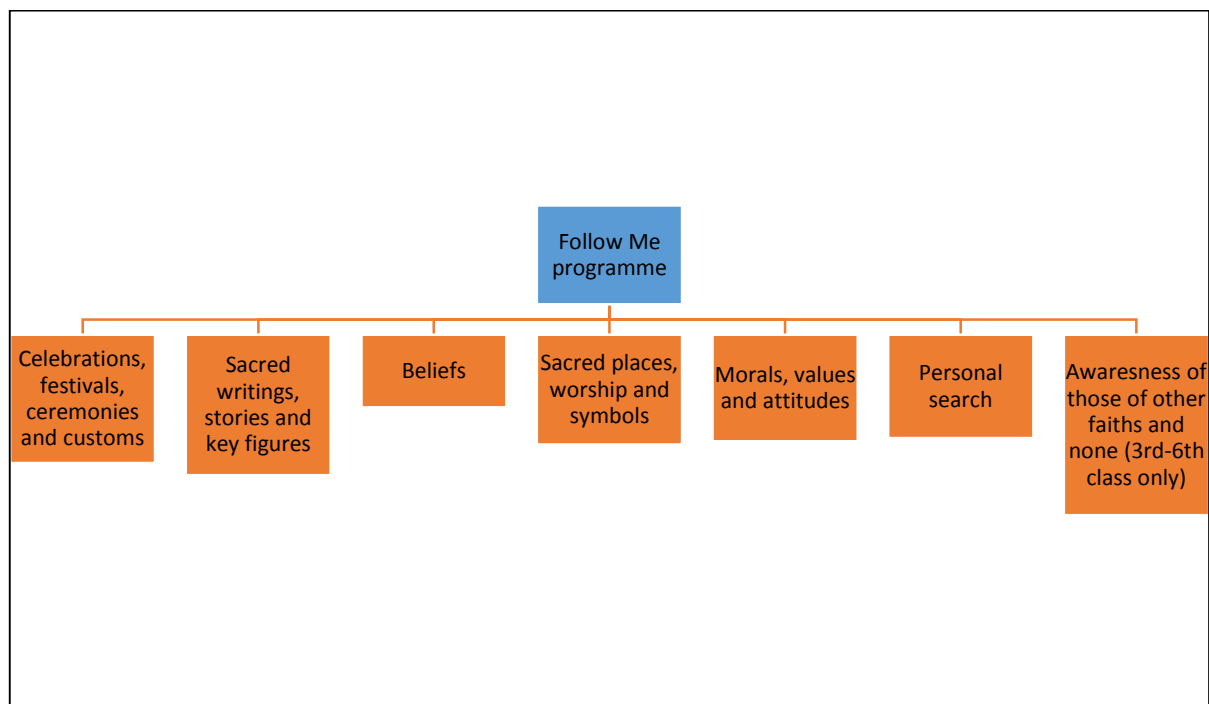 Follow Me
programme
Celebrations,
festivals,
ceremonies
and customs
Sacred
writings,
stories and
key figures
Beliefs
Sacred places,
worship and
symbols
Morals, values
and attitudes
Personal
search
Awaresness of
those of other
faiths and
none (3rd-6th
class only)